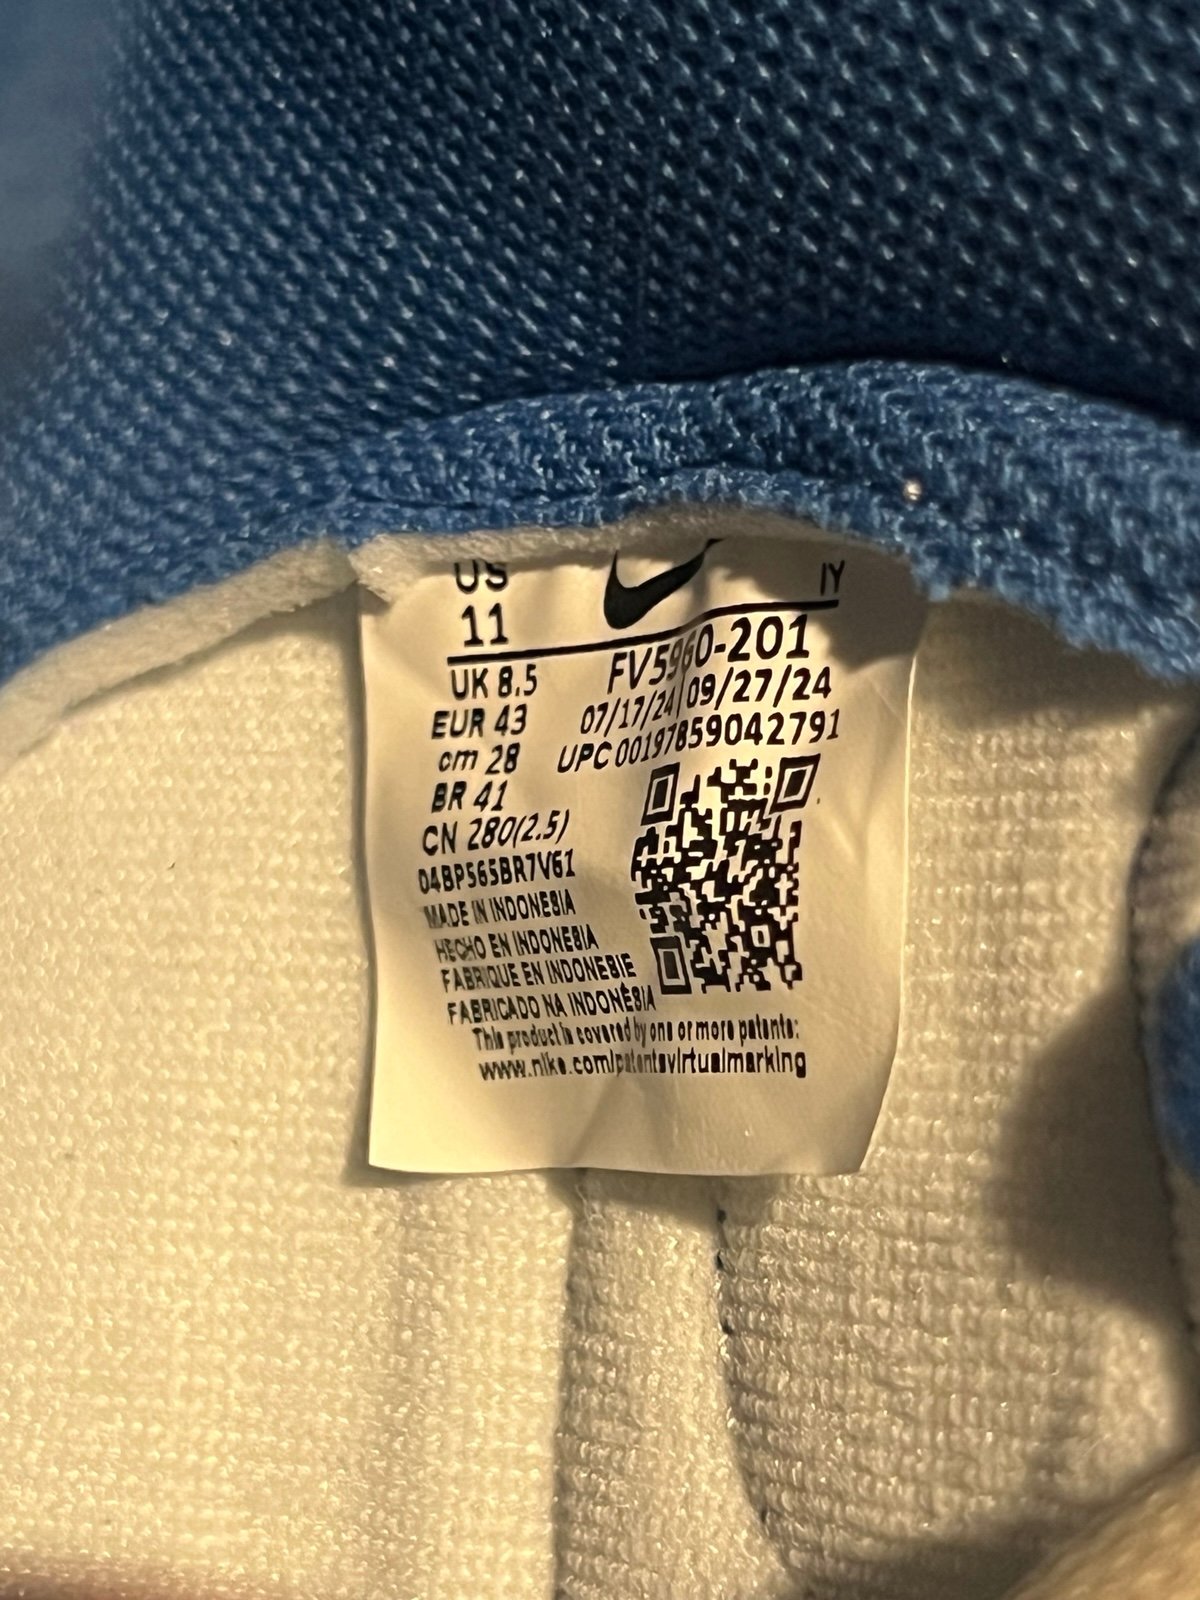 US IY
11
FV5960-201
UK 8.5
07/17/24 09/27/24
EUR 43
UPC 00197859042791
cm 28
BR 41
CN 280(2.5)
04BP565BR7V61
MADE IN INDONESIA
HECHO EN INDONESIA
FABRIQUE EN INDONESIE
FABRICADO NA INDONÉSIA
This product is covered by one or more patents:
www.nike.com/patentsvirtualmarking